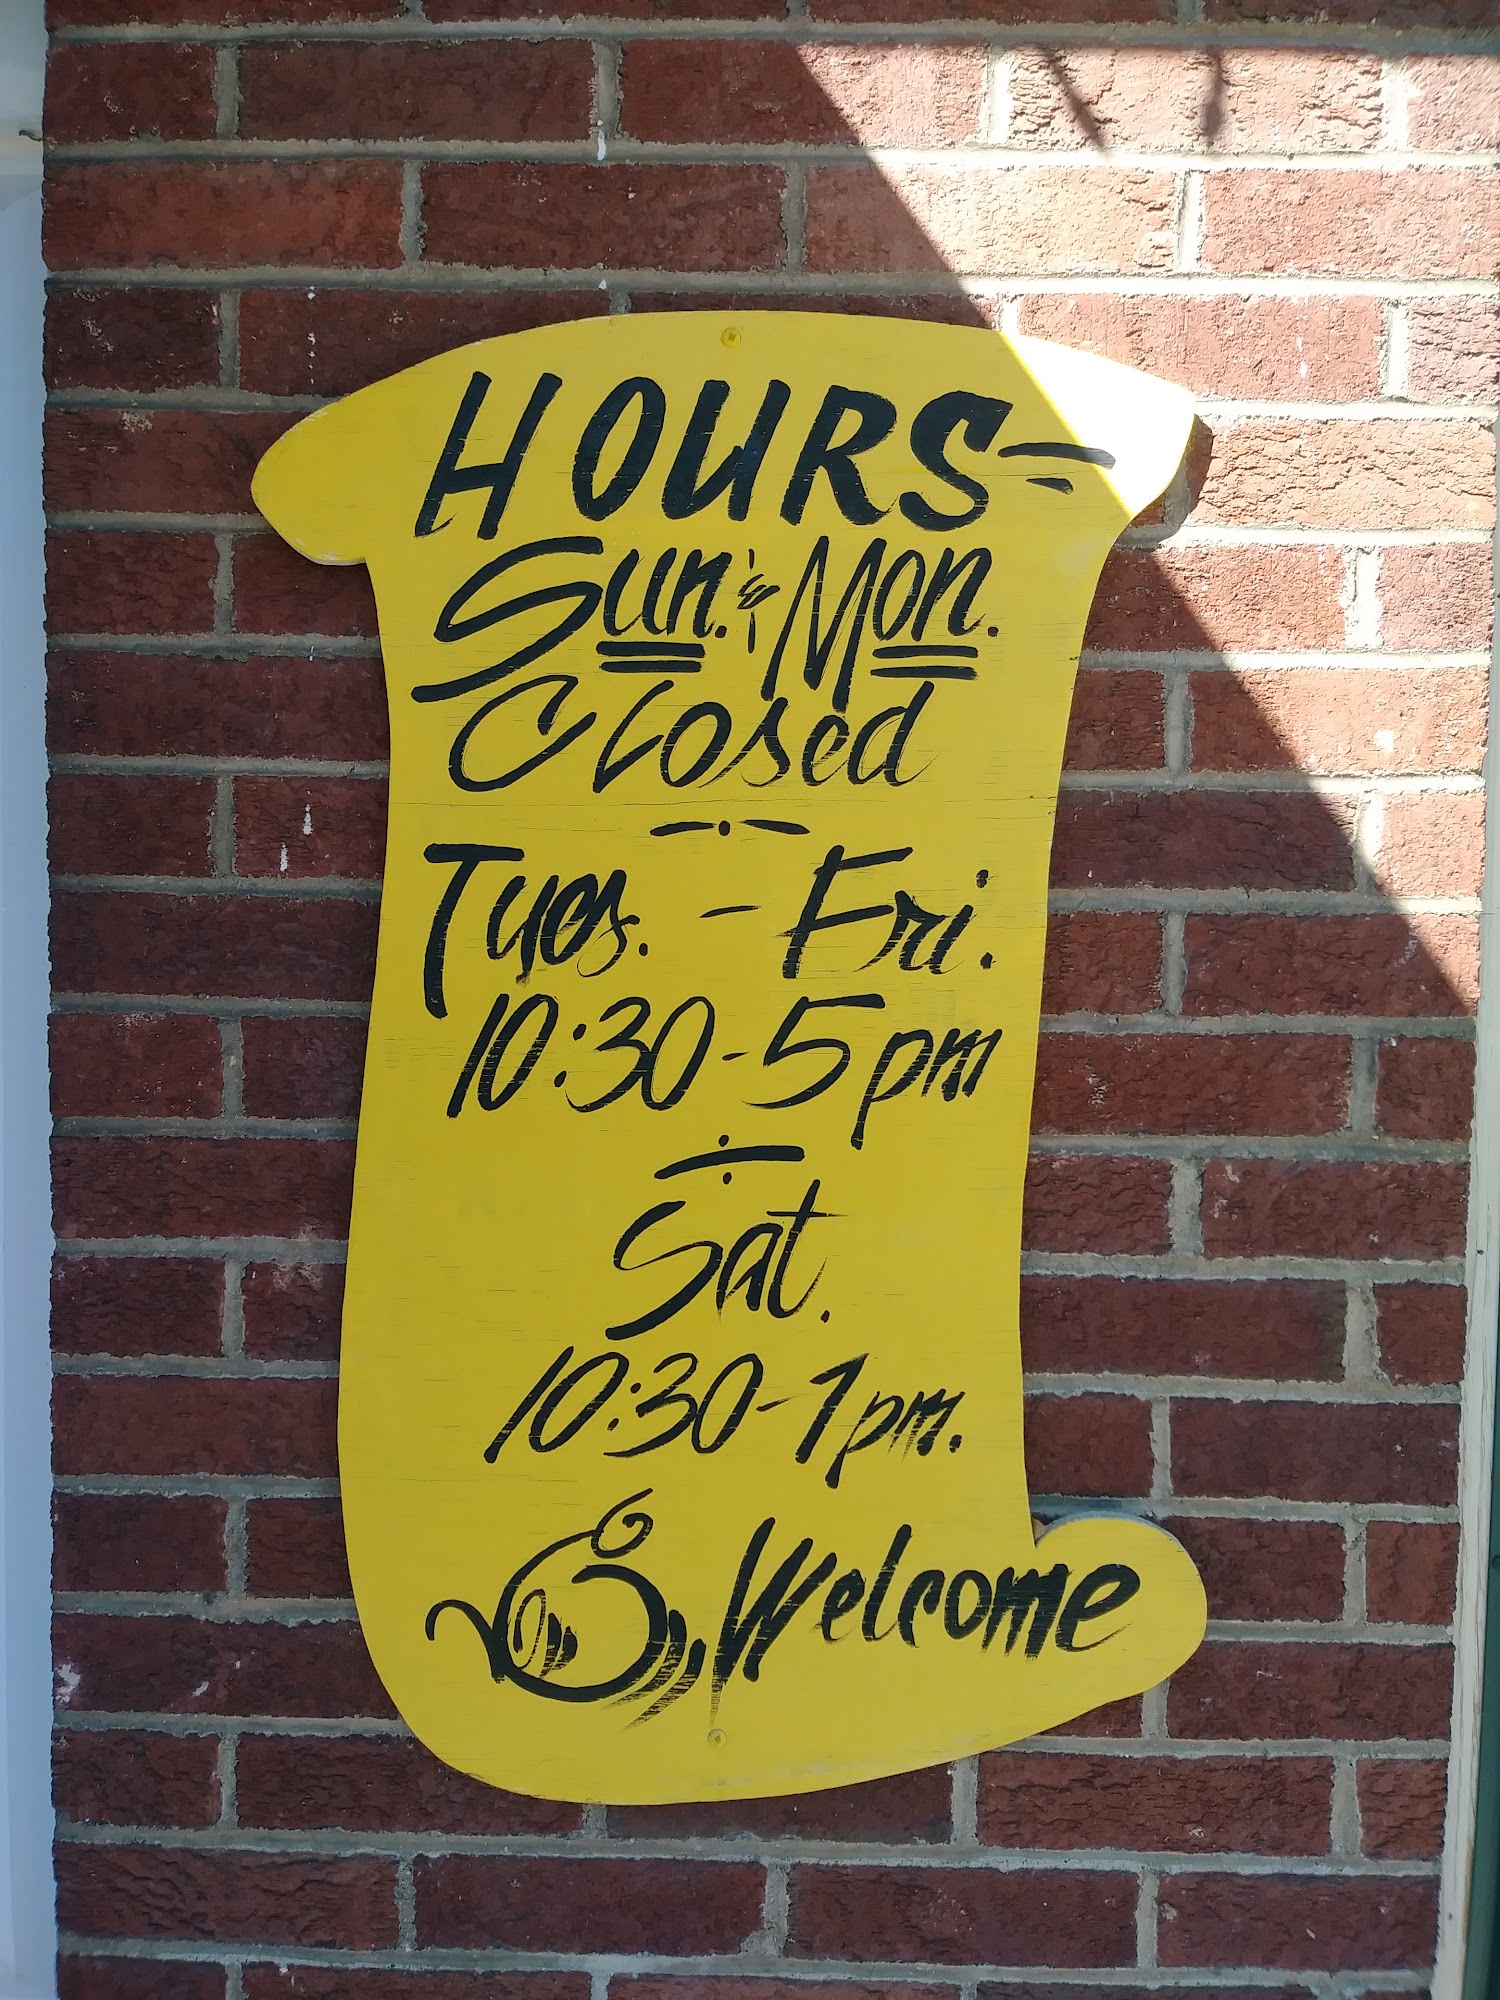 HOURS-
Sun. & Mon.
Closed
Tues. - Fri.
10:30-5pm
Sat.
10:30-1pm.
Welcome